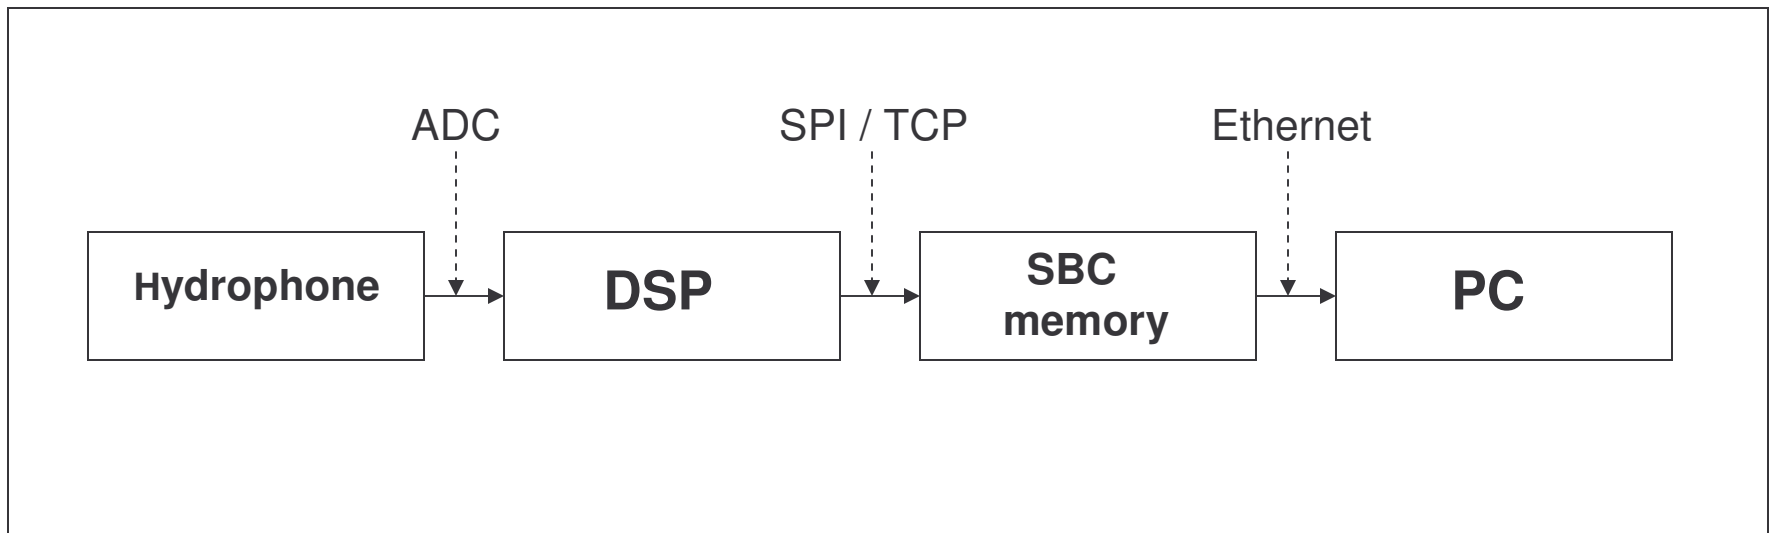 ADC
SPI / TCP
Ethernet
Hydrophone
DSP
SBC
memory
PC